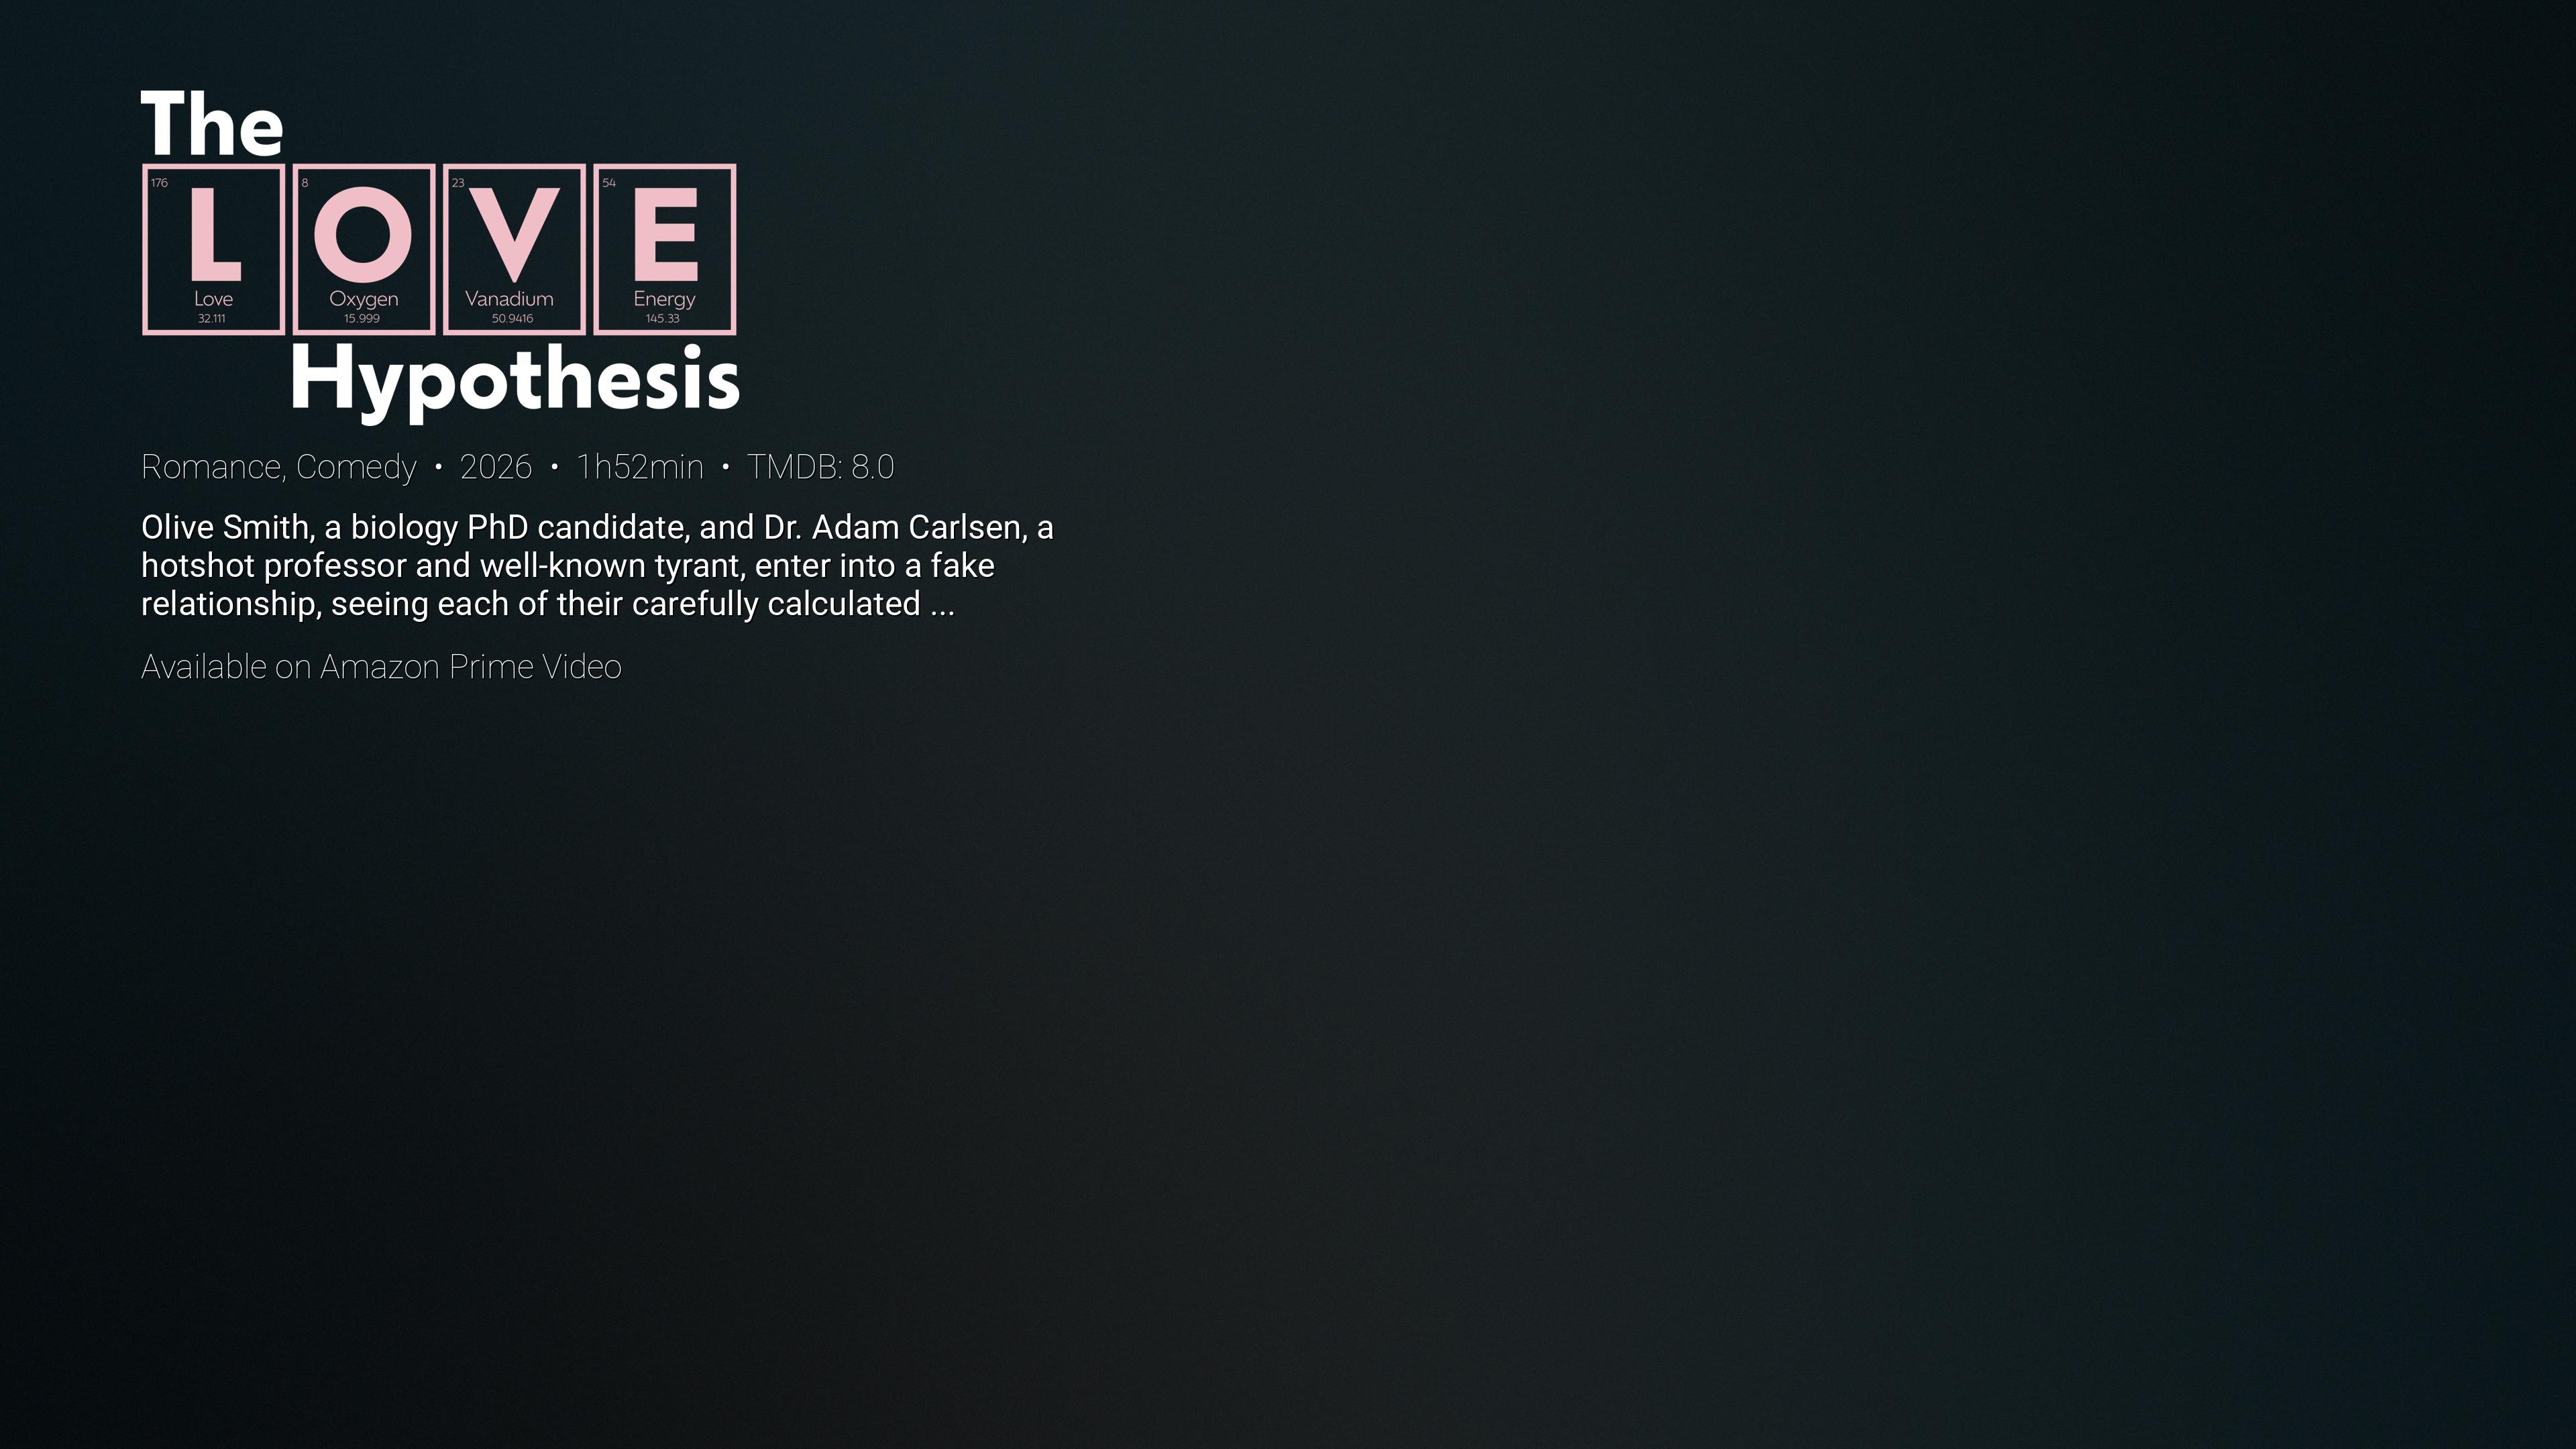 The
176 8 23 54
L O V E
Love Oxygen Vanadium Energy
32.111 15.999 50.9416 145.33
Hypothesis
Romance, Comedy • 2026 • 1h52min • TMDB: 8.0
Olive Smith, a biology PhD candidate, and Dr. Adam Carlsen, a
hotshot professor and well-known tyrant, enter into a fake
relationship, seeing each of their carefully calculated ...
Available on Amazon Prime Video